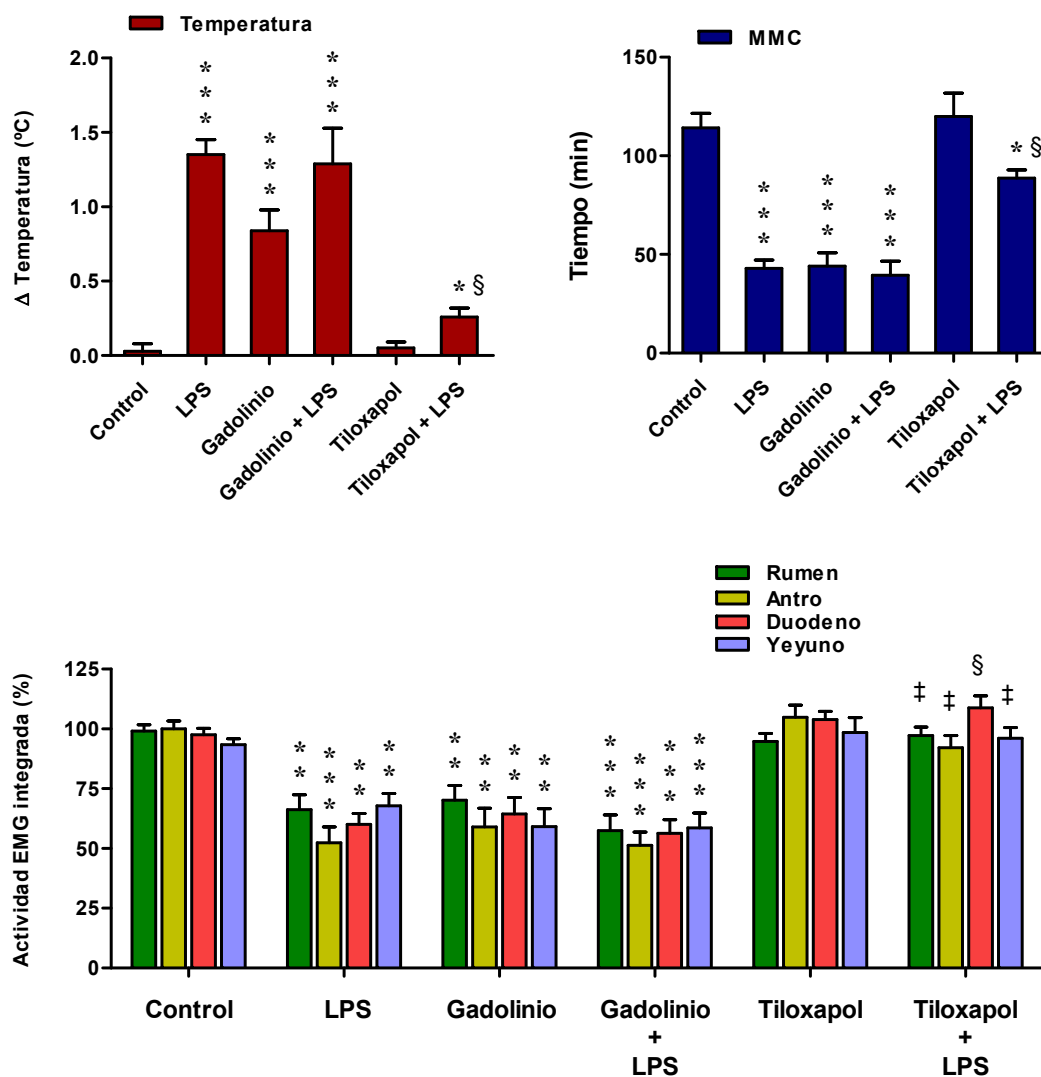 Temperatura
Δ Temperatura (ºC)
2.0
1.5
1.0
0.5
0.0
* * *
* * *
* * *
* §
Control
LPS
Gadolinio
Gadolinio + LPS
Tiloxapol
Tiloxapol + LPS
MMC
Tiempo (min)
150
100
50
0
* * *
* * *
* * *
* §
Control
LPS
Gadolinio
Gadolinio + LPS
Tiloxapol
Tiloxapol + LPS
Rumen
Antro
Duodeno
Yeyuno
Actividad EMG integrada (%)
125
100
75
50
25
0
* *
* * *
* *
* *
* *
* *
* *
* *
* * *
* * *
* * *
* * *
‡
‡
§
‡
Control
LPS
Gadolinio
Gadolinio
+
LPS
Tiloxapol
Tiloxapol
+
LPS